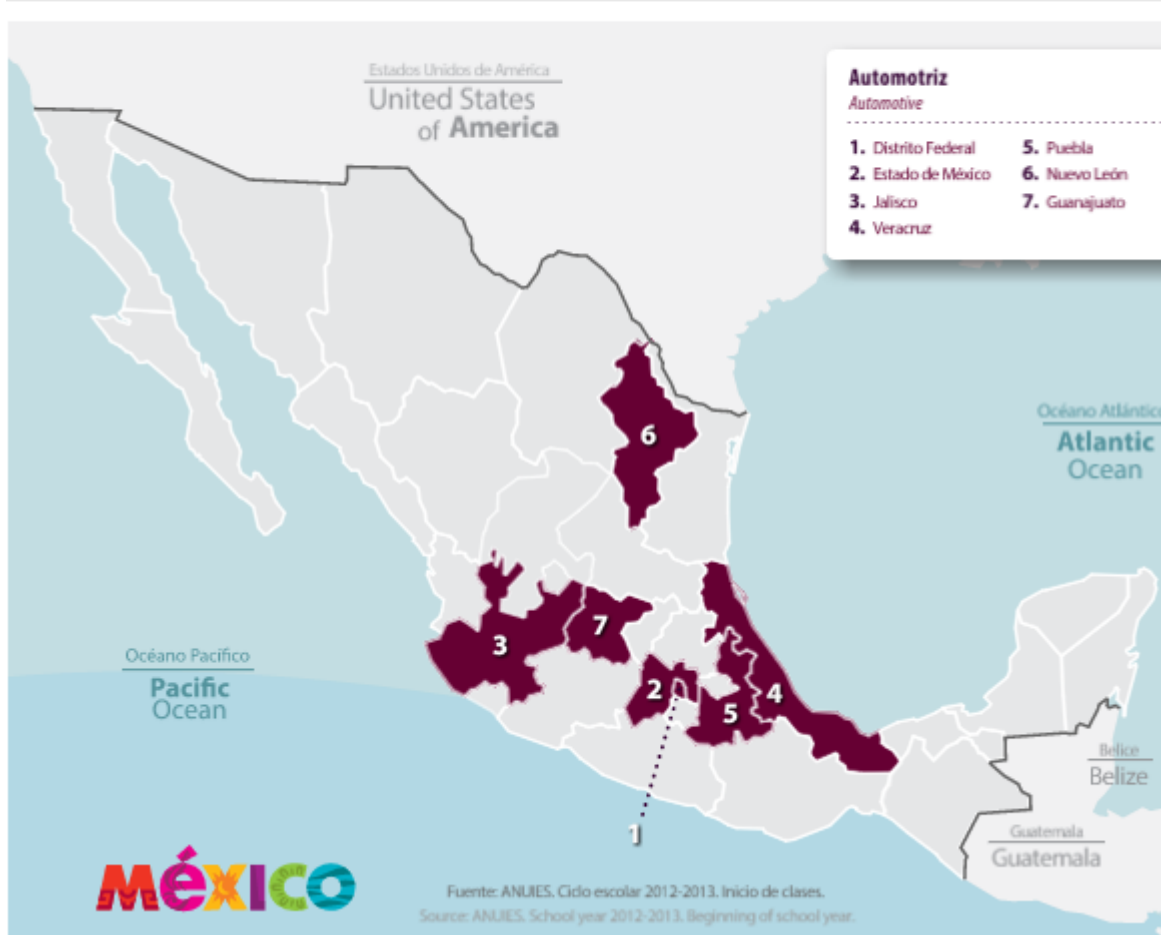 Estados Unidos de América
United States
of America
Automotriz
Automotive
1. Distrito Federal
2. Estado de México
3. Jalisco
4. Veracruz
5. Puebla
6. Nuevo León
7. Guanajuato
6
Océano Atlántico
Atlantic
Ocean
3
7
2
5
4
1
Océano Pacífico
Pacific
Ocean
Belice
Belize
Guatemala
Guatemala
México
Fuente: ANUIES. Ciclo escolar 2012-2013. Inicio de clases.
Source: ANUIES. School year 2012-2013. Beginning of school year.